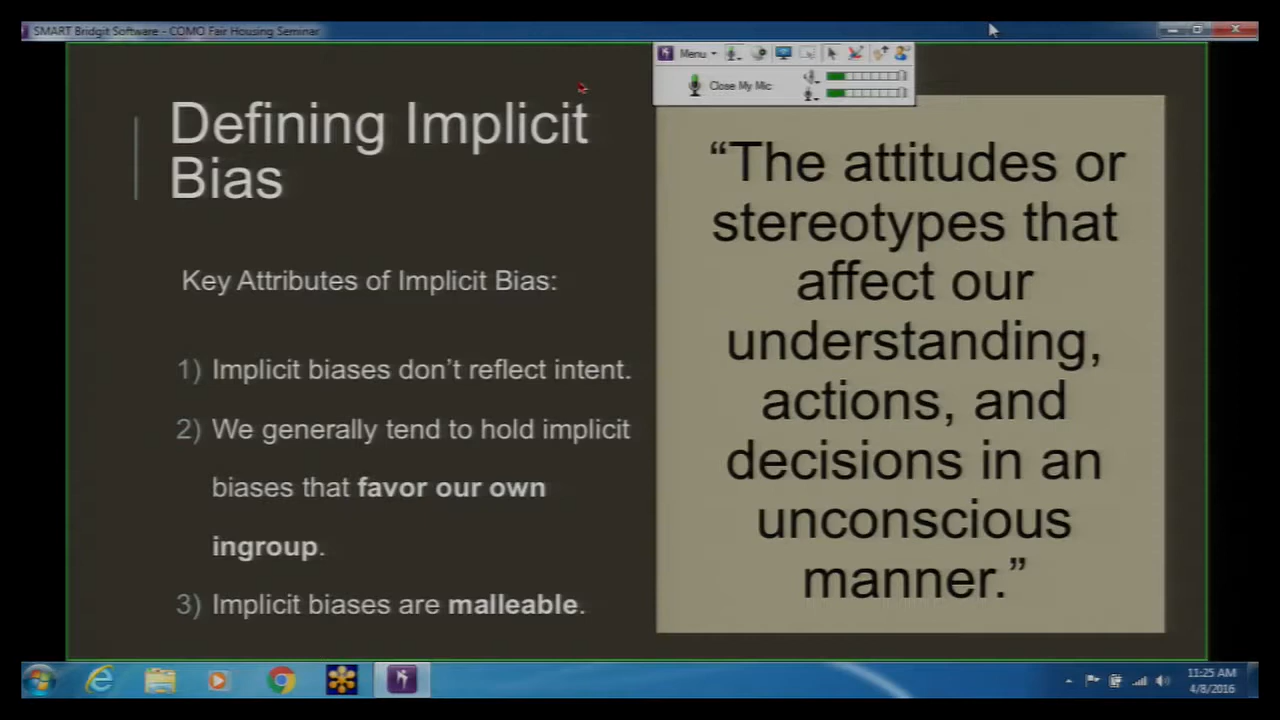 SMART Bridgit Software - COMO Fair Housing Seminar
Menu
Close My Mic
Defining Implicit
Bias
Key Attributes of Implicit Bias:
1) Implicit biases don’t reflect intent.
2) We generally tend to hold implicit
biases that favor our own
ingroup.
3) Implicit biases are malleable.
“The attitudes or
stereotypes that
affect our
understanding,
actions, and
decisions in an
unconscious
manner.”
11:25 AM
4/8/2016